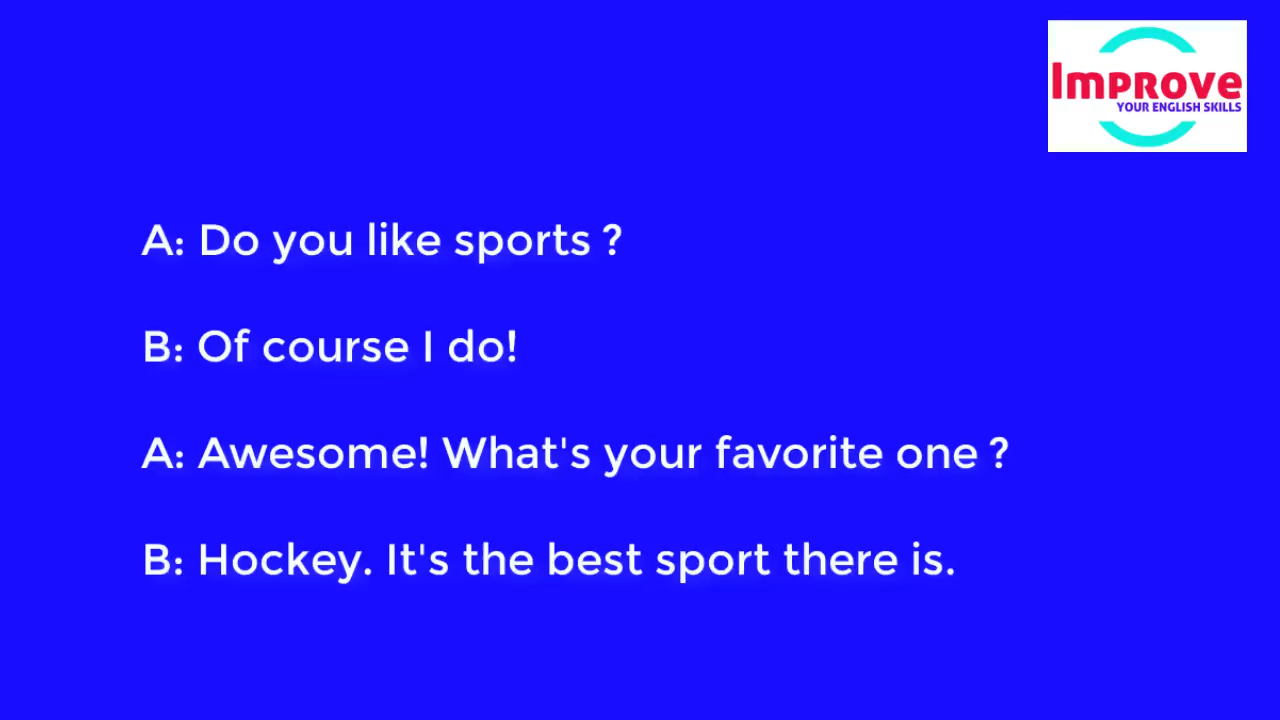 Improve
YOUR ENGLISH SKILLS
A: Do you like sports ?
B: Of course I do!
A: Awesome! What's your favorite one ?
B: Hockey. It's the best sport there is.